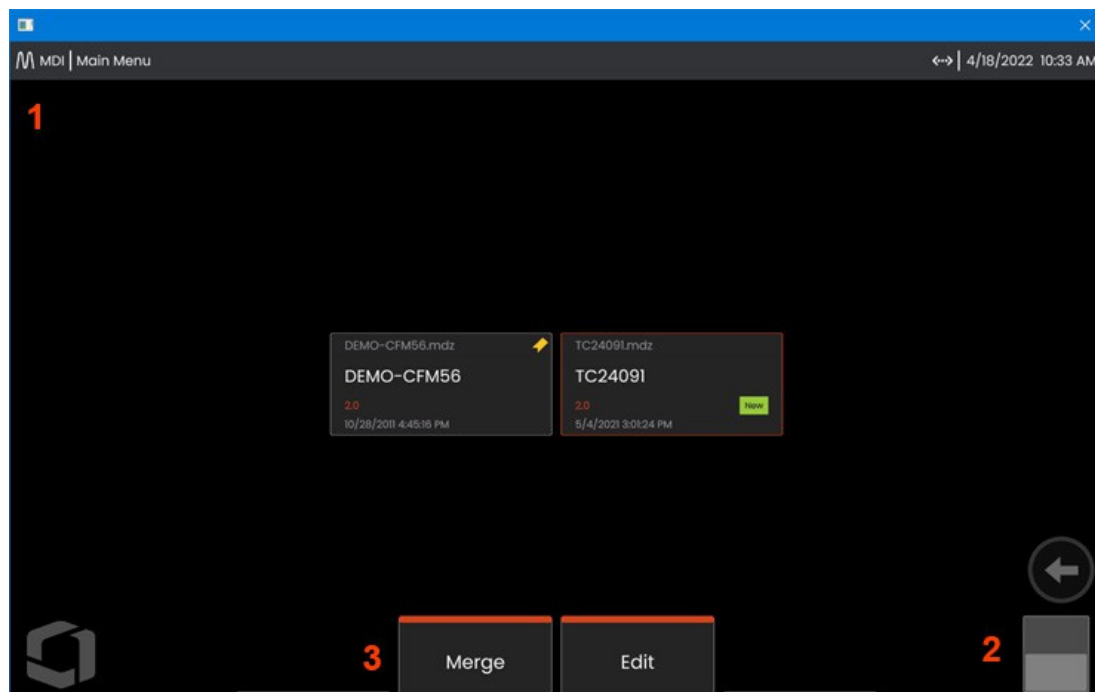 MDI | Main Menu
4/18/2022 10:33 AM
1
DEMO-CFM56.mdz
DEMO-CFM56
2.0
10/28/2011 4:45:16 PM
TC24091.mdz
TC24091
2.0
New
5/4/2021 3:01:24 PM
3
Merge
Edit
2